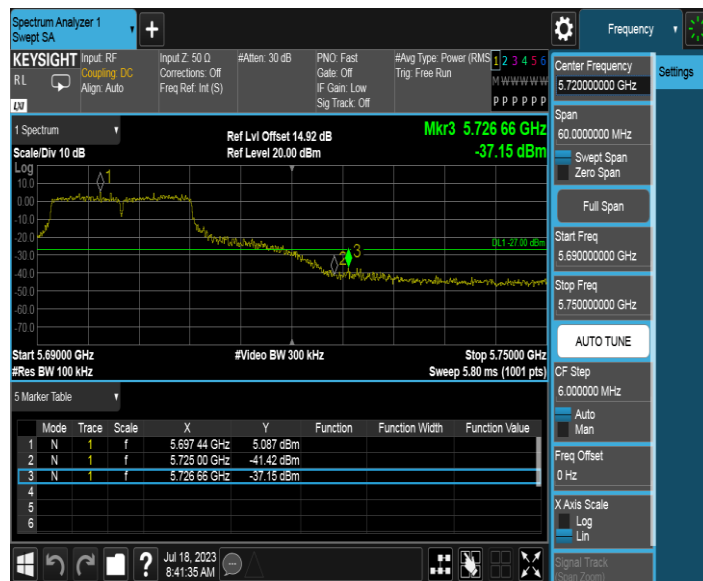 Spectrum Analyzer 1
Swept SA
Frequency
KEYSIGHT
RL
LXI
Input: RF
Coupling: DC
Align: Auto
Input Z: 50 Ω
Corrections: Off
Freq Ref: Int (S)
#Atten: 30 dB
PNO: Fast
Gate: Off
IF Gain: Low
Sig Track: Off
#Avg Type: Power (RMS
Trig: Free Run
1 2 3 4 5 6
M W W W W W
P P P P P P
1 Spectrum
Scale/Div 10 dB
Ref Lvl Offset 14.92 dB
Ref Level 20.00 dBm
Mkr3 5.726 66 GHz
-37.15 dBm
Log
10.0
0.00
-10.0
-20.0
-30.0
-40.0
-50.0
-60.0
-70.0
1
2
3
DL1 -27.00 dBm
Start 5.69000 GHz
#Res BW 100 kHz
#Video BW 300 kHz
Stop 5.75000 GHz
Sweep 5.80 ms (1001 pts)
5 Marker Table
Mode Trace Scale X Y Function Function Width Function Value
1 N 1 f 5.697 44 GHz 5.087 dBm
2 N 1 f 5.725 00 GHz -41.42 dBm
3 N 1 f 5.726 66 GHz -37.15 dBm
4
5
6
?
Jul 18, 2023
8:41:35 AM
Center Frequency
5.720000000 GHz
Settings
Span
60.0000000 MHz
Swept Span
Zero Span
Full Span
Start Freq
5.690000000 GHz
Stop Freq
5.750000000 GHz
AUTO TUNE
CF Step
6.000000 MHz
Auto
Man
Freq Offset
0 Hz
X Axis Scale
Log
Lin
Signal Track
(Span Zoom)